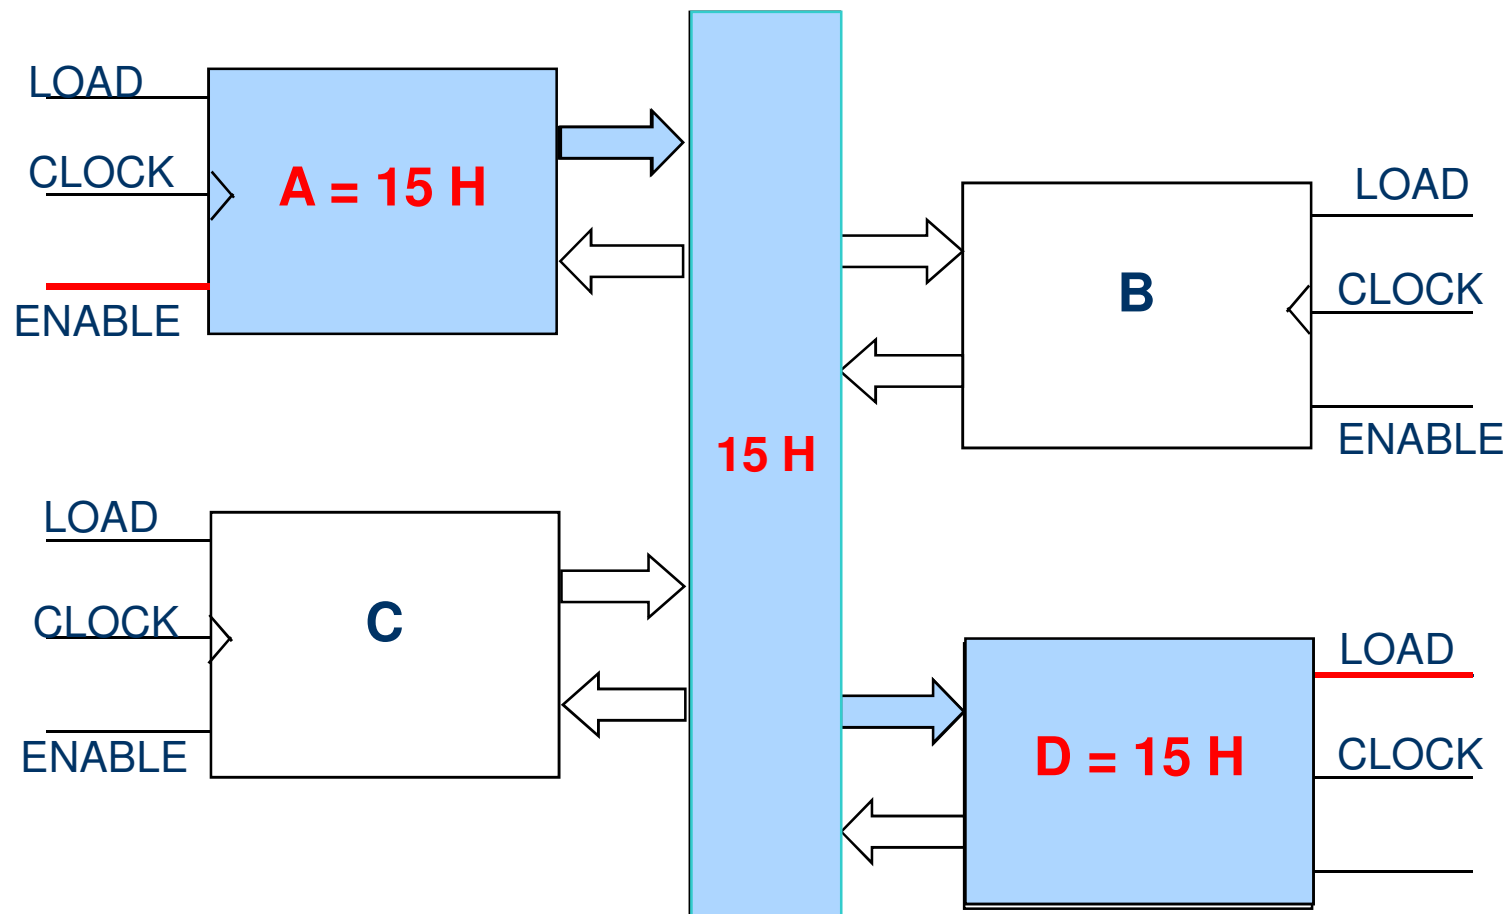 LOAD
CLOCK
A = 15 H
ENABLE
LOAD
B
CLOCK
ENABLE
15 H
LOAD
CLOCK
C
ENABLE
LOAD
D = 15 H
CLOCK